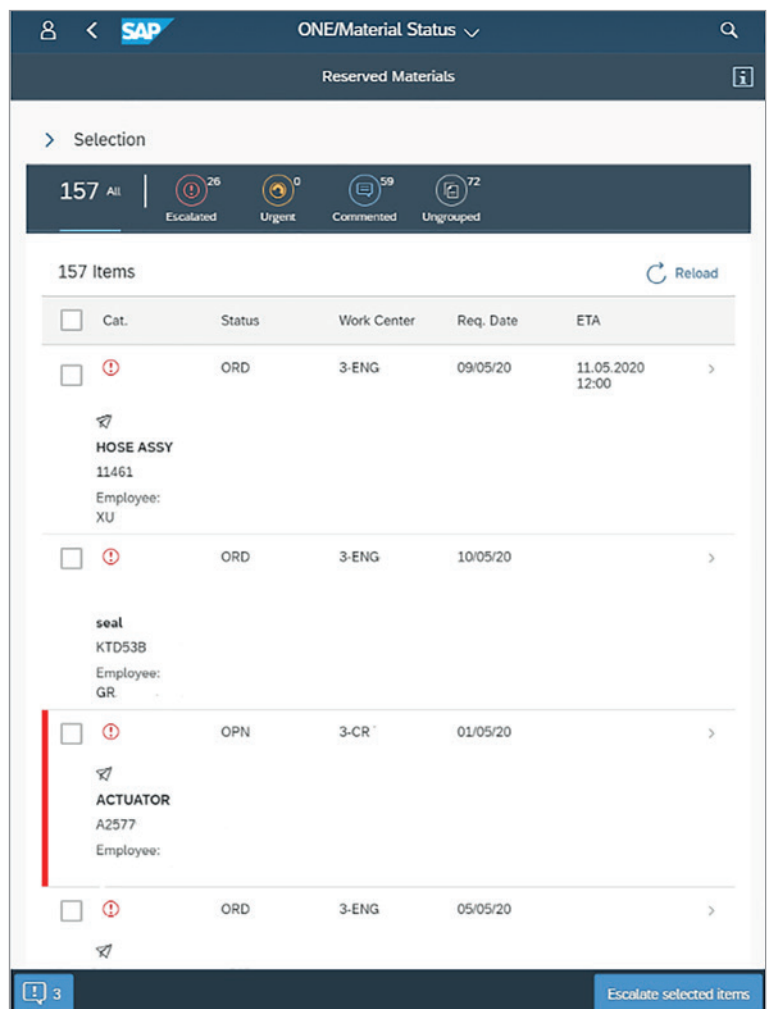 SAP ONE/Material Status
Reserved Materials
Selection
157 All 26 Escalated 0 Urgent 59 Commented 72 Ungrouped
157 Items Reload
Cat. Status Work Center Req. Date ETA
ORD 3-ENG 09/05/20 11.05.2020
12:00
HOSE ASSY
11461
Employee:
XU
ORD 3-ENG 10/05/20
seal
KTD53B
Employee:
GR
OPN 3-CR 01/05/20
ACTUATOR
A2577
Employee:
ORD 3-ENG 05/05/20
3 Escalate selected items